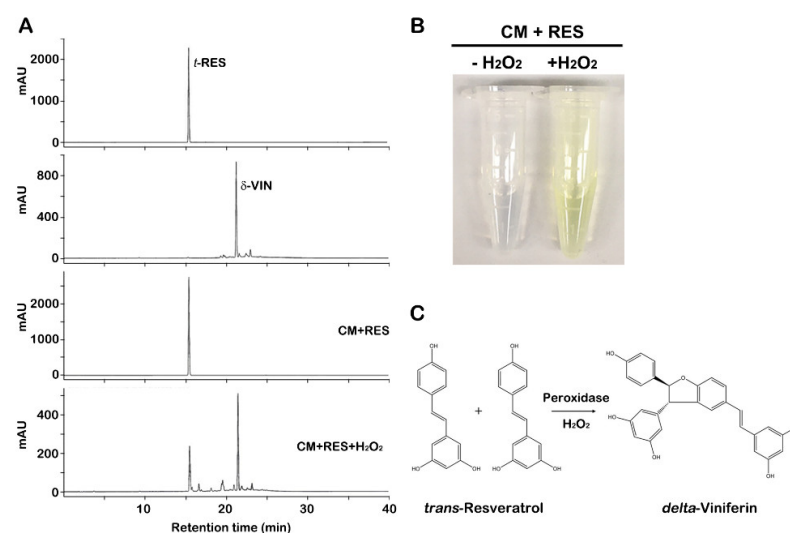 A
mAU
2000
1000
0
t-RES
mAU
800
400
0
δ-VIN
mAU
2000
1000
0
CM+RES
mAU
400
200
0
CM+RES+H₂O₂
10 20 30 40
Retention time (min)
B
CM + RES
- H₂O₂ +H₂O₂
C
OH
HO OH
+
OH
HO OH
Peroxidase
H₂O₂
HO
O
HO
OH
OH
trans-Resveratrol
delta-Viniferin